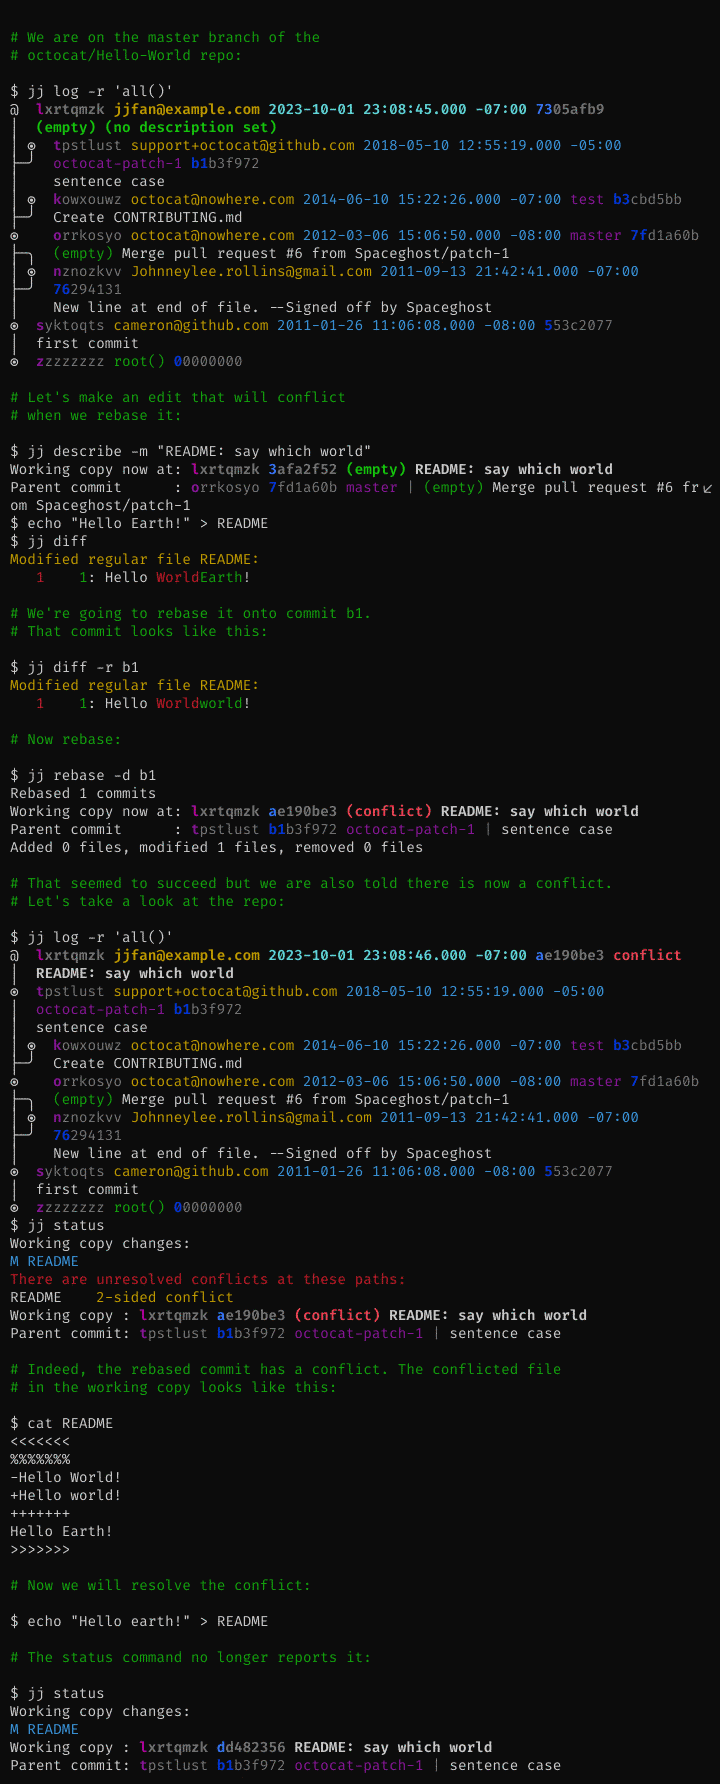 # We are on the master branch of the
# octocat/Hello-World repo:
$ jj log -r 'all()'
@ lxrtqmzk jjfan@example.com 2023-10-01 23:08:45.000 -07:00 7305afb9
(empty) (no description set)
tpstlust support+octocat@github.com 2018-05-10 12:55:19.000 -05:00
octocat-patch-1 b1b3f972
sentence case
kowxouwz octocat@nowhere.com 2014-06-10 15:22:26.000 -07:00 test b3cbd5bb
Create CONTRIBUTING.md
orrkosyo octocat@nowhere.com 2012-03-06 15:06:50.000 -08:00 master 7fd1a60b
(empty) Merge pull request #6 from Spaceghost/patch-1
nznozkvv Johnneylee.rollins@gmail.com 2011-09-13 21:42:41.000 -07:00
76294131
New line at end of file. --Signed off by Spaceghost
syktoqts cameron@github.com 2011-01-26 11:06:08.000 -08:00 553c2077
first commit
zzzzzzzz root() 00000000
# Let's make an edit that will conflict
# when we rebase it:
$ jj describe -m "README: say which world"
Working copy now at: lxrtqmzk 3afa2f52 (empty) README: say which world
Parent commit      : orrkosyo 7fd1a60b master | (empty) Merge pull request #6 fr↙
om Spaceghost/patch-1
$ echo "Hello Earth!" > README
$ jj diff
Modified regular file README:
1    1: Hello WorldEarth!
# We're going to rebase it onto commit b1.
# That commit looks like this:
$ jj diff -r b1
Modified regular file README:
1    1: Hello Worldworld!
# Now rebase:
$ jj rebase -d b1
Rebased 1 commits
Working copy now at: lxrtqmzk ae190be3 (conflict) README: say which world
Parent commit      : tpstlust b1b3f972 octocat-patch-1 | sentence case
Added 0 files, modified 1 files, removed 0 files
# That seemed to succeed but we are also told there is now a conflict.
# Let's take a look at the repo:
$ jj log -r 'all()'
@ lxrtqmzk jjfan@example.com 2023-10-01 23:08:46.000 -07:00 ae190be3 conflict
README: say which world
tpstlust support+octocat@github.com 2018-05-10 12:55:19.000 -05:00
octocat-patch-1 b1b3f972
sentence case
kowxouwz octocat@nowhere.com 2014-06-10 15:22:26.000 -07:00 test b3cbd5bb
Create CONTRIBUTING.md
orrkosyo octocat@nowhere.com 2012-03-06 15:06:50.000 -08:00 master 7fd1a60b
(empty) Merge pull request #6 from Spaceghost/patch-1
nznozkvv Johnneylee.rollins@gmail.com 2011-09-13 21:42:41.000 -07:00
76294131
New line at end of file. --Signed off by Spaceghost
syktoqts cameron@github.com 2011-01-26 11:06:08.000 -08:00 553c2077
first commit
zzzzzzzz root() 00000000
$ jj status
Working copy changes:
M README
There are unresolved conflicts at these paths:
README    2-sided conflict
Working copy : lxrtqmzk ae190be3 (conflict) README: say which world
Parent commit: tpstlust b1b3f972 octocat-patch-1 | sentence case
# Indeed, the rebased commit has a conflict. The conflicted file
# in the working copy looks like this:
$ cat README
<<<<<<<
%%%%%%%
-Hello World!
+Hello world!
+++++++
Hello Earth!
>>>>>>>
# Now we will resolve the conflict:
$ echo "Hello earth!" > README
# The status command no longer reports it:
$ jj status
Working copy changes:
M README
Working copy : lxrtqmzk dd482356 README: say which world
Parent commit: tpstlust b1b3f972 octocat-patch-1 | sentence case